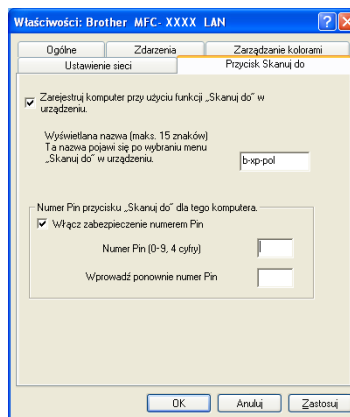 Właściwości: Brother MFC- XXXX LAN
Ogólne Zdarzenia Zarządzanie kolorami
Ustawienie sieci Przycisk Skanuj do
Zarejestruj komputer przy użyciu funkcji „Skanuj do” w
urządzeniu.
Wyświetlana nazwa (maks. 15 znaków)
Ta nazwa pojawi się po wybraniu menu
„Skanuj do” w urządzeniu.
b-xp-pol
Numer Pin przycisku „Skanuj do” dla tego komputera.
Włącz zabezpieczenie numerem Pin
Numer Pin (0-9, 4 cyfry)
Wprowadź ponownie numer Pin
OK Anuluj Zastosuj